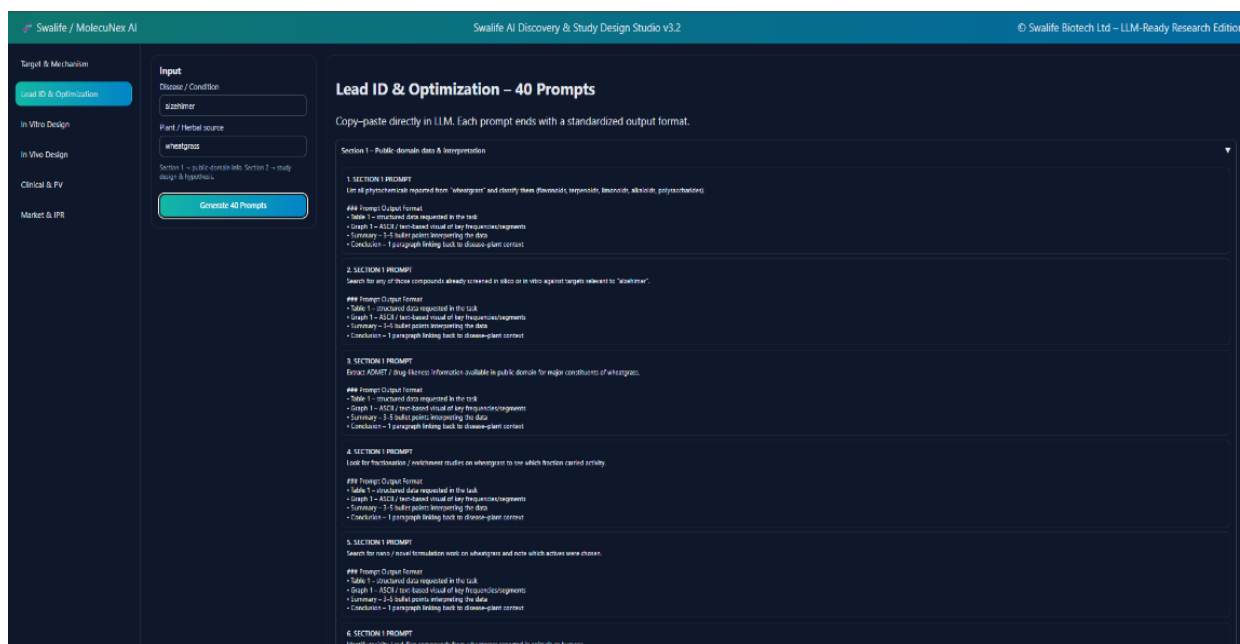 Swalife / MolecuNex AI
Swalife AI Discovery & Study Design Studio v3.2
© Swalife Biotech Ltd – LLM-Ready Research Edition
Target & Mechanism
Lead ID & Optimization
In Vitro Design
In Vivo Design
Clinical & PV
Market & IPR
Input
Disease / Condition
alzehimer
Plant / Herbal source
wheatgrass
Section 1 → public-domain info. Section 2 → study
design & hypothesis.
Generate 40 Prompts
Lead ID & Optimization – 40 Prompts
Copy–paste directly in LLM. Each prompt ends with a standardized output format.
Section 1 – Public-domain data & interpretation
▼
1. SECTION 1 PROMPT
List all phytochemicals reported from "wheatgrass" and classify them (flavonoids, terpenoids, limonoids, alkaloids, polysaccharides).
### Prompt Output Format
• Table 1 – structured data requested in the task
• Graph 1 – ASCII / text-based visual of key frequencies/segments
• Summary – 3–5 bullet points interpreting the data
• Conclusion – 1 paragraph linking back to disease–plant context
2. SECTION 1 PROMPT
Search for any of those compounds already screened in silico or in vitro against targets relevant to "alzehimer".
### Prompt Output Format
• Table 1 – structured data requested in the task
• Graph 1 – ASCII / text-based visual of key frequencies/segments
• Summary – 3–5 bullet points interpreting the data
• Conclusion – 1 paragraph linking back to disease–plant context
3. SECTION 1 PROMPT
Extract ADMET / drug-likeness information available in public domain for major constituents of wheatgrass.
### Prompt Output Format
• Table 1 – structured data requested in the task
• Graph 1 – ASCII / text-based visual of key frequencies/segments
• Summary – 3–5 bullet points interpreting the data
• Conclusion – 1 paragraph linking back to disease–plant context
4. SECTION 1 PROMPT
Look for fractionation / enrichment studies on wheatgrass to see which fraction carried activity.
### Prompt Output Format
• Table 1 – structured data requested in the task
• Graph 1 – ASCII / text-based visual of key frequencies/segments
• Summary – 3–5 bullet points interpreting the data
• Conclusion – 1 paragraph linking back to disease–plant context
5. SECTION 1 PROMPT
Search for nano / novel formulation work on wheatgrass and note which actives were chosen.
### Prompt Output Format
• Table 1 – structured data requested in the task
• Graph 1 – ASCII / text-based visual of key frequencies/segments
• Summary – 3–5 bullet points interpreting the data
• Conclusion – 1 paragraph linking back to disease–plant context
6. SECTION 1 PROMPT